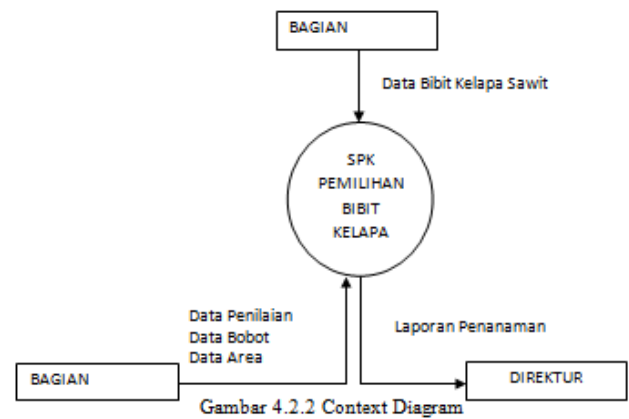 BAGIAN
Data Bibit Kelapa Sawit
SPK
PEMILIHAN
BIBIT
KELAPA
Data Penilaian
Data Bobot
Data Area
Laporan Penanaman
BAGIAN
DIREKTUR
Gambar 4.2.2 Context Diagram